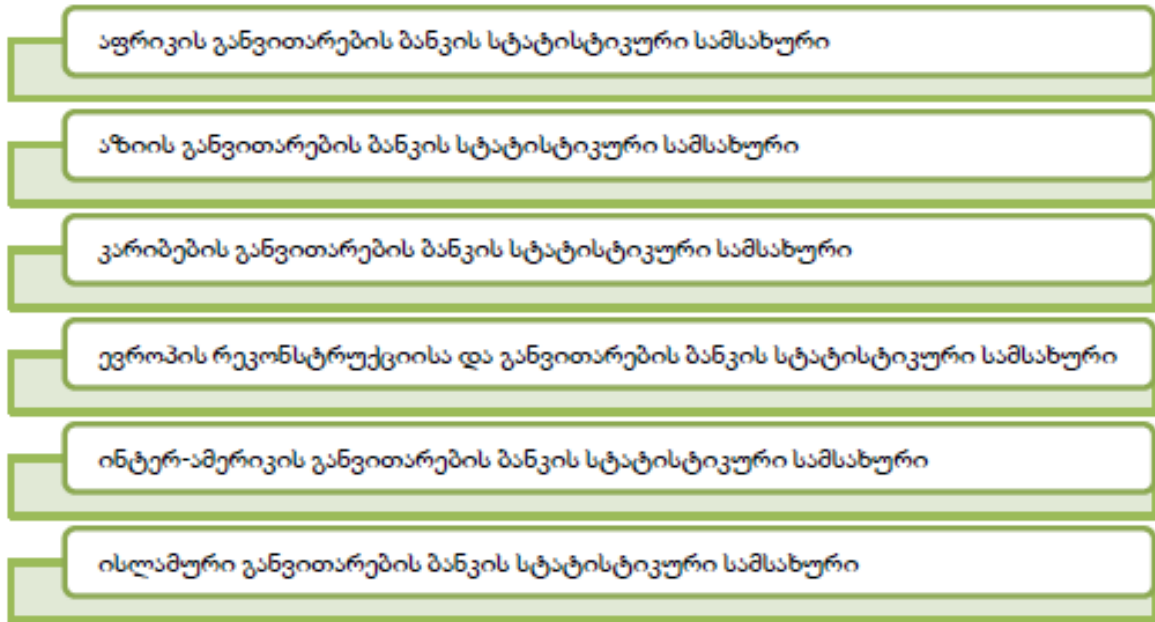 აფრიკის განვითარების ბანკის სტატისტიკური სამსახური
აზიის განვითარების ბანკის სტატისტიკური სამსახური
კარიბების განვითარების ბანკის სტატისტიკური სამსახური
ევროპის რეკონსტრუქციისა და განვითარების ბანკის სტატისტიკური სამსახური
ინტერ-ამერიკის განვითარების ბანკის სტატისტიკური სამსახური
ისლამური განვითარების ბანკის სტატისტიკური სამსახური